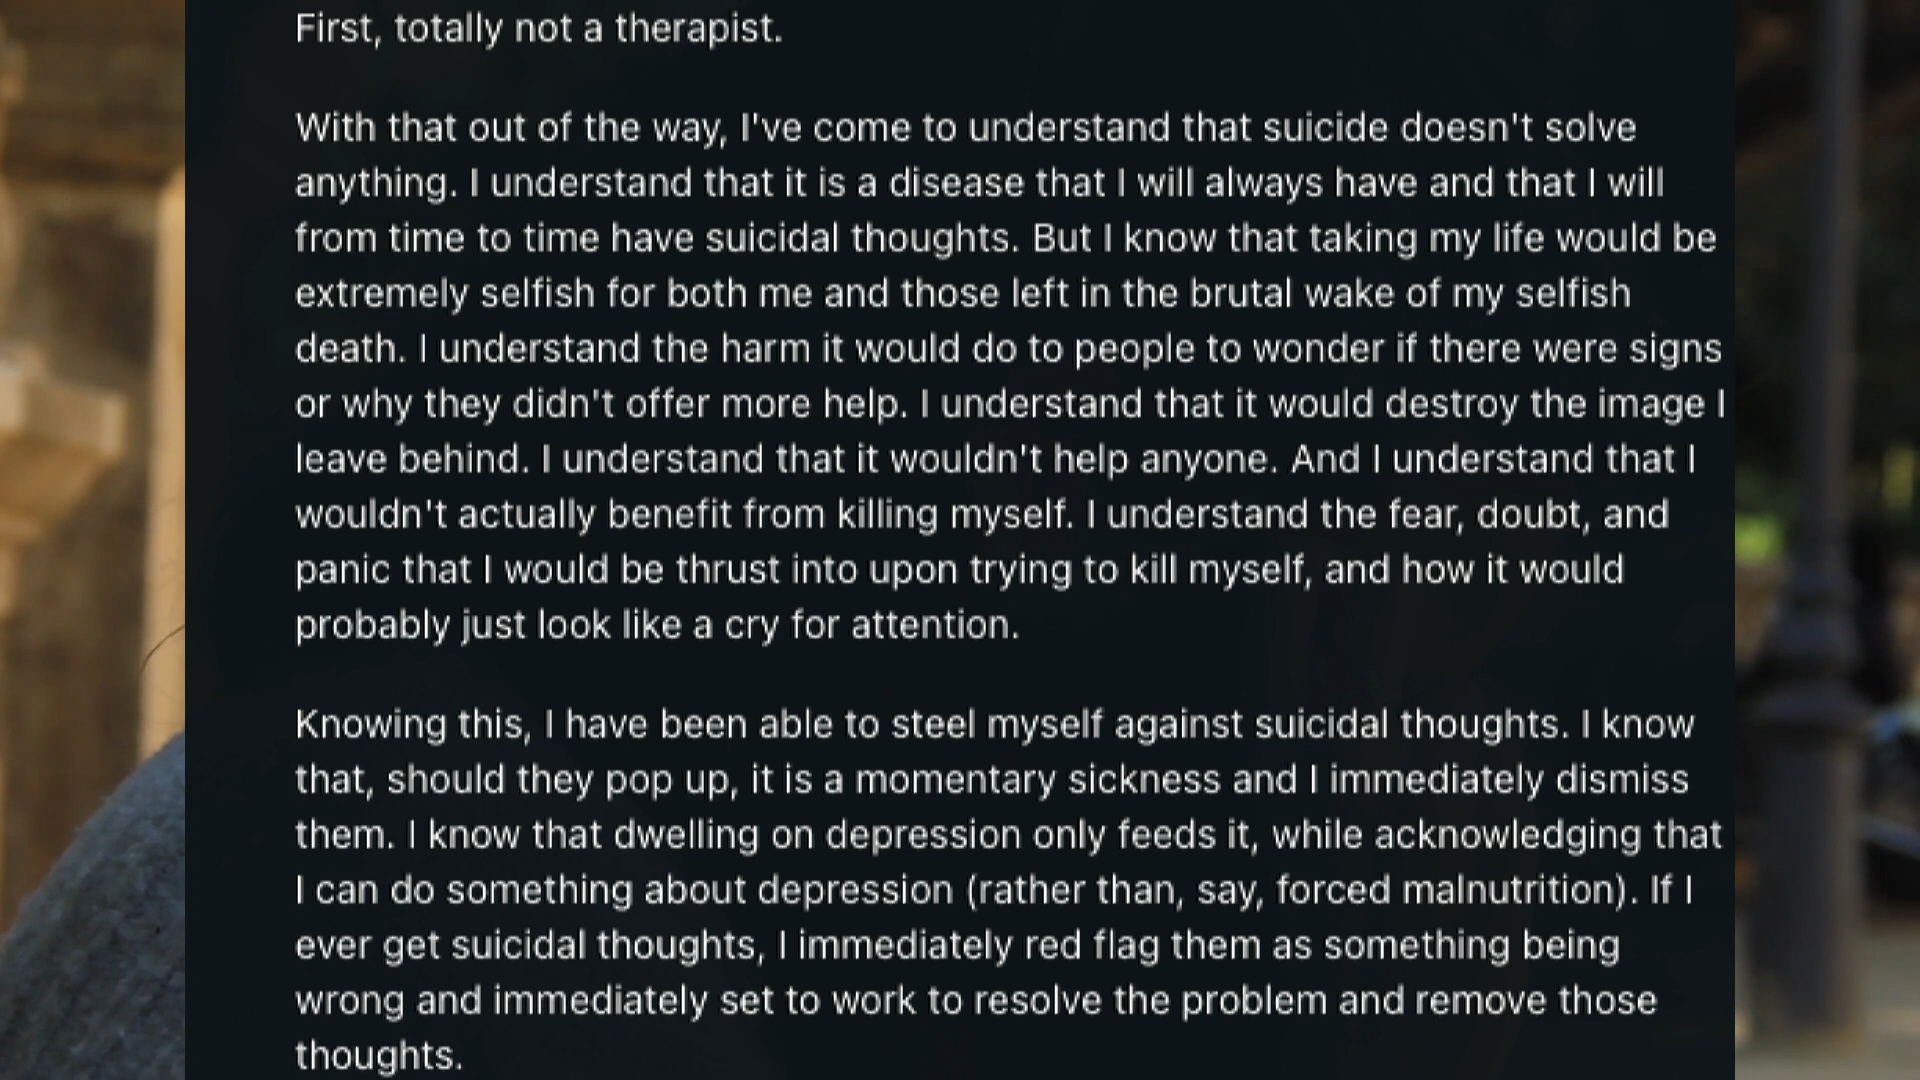 First, totally not a therapist.
With that out of the way, I've come to understand that suicide doesn't solve
anything. I understand that it is a disease that I will always have and that I will
from time to time have suicidal thoughts. But I know that taking my life would be
extremely selfish for both me and those left in the brutal wake of my selfish
death. I understand the harm it would do to people to wonder if there were signs
or why they didn't offer more help. I understand that it would destroy the image I
leave behind. I understand that it wouldn't help anyone. And I understand that I
wouldn't actually benefit from killing myself. I understand the fear, doubt, and
panic that I would be thrust into upon trying to kill myself, and how it would
probably just look like a cry for attention.
Knowing this, I have been able to steel myself against suicidal thoughts. I know
that, should they pop up, it is a momentary sickness and I immediately dismiss
them. I know that dwelling on depression only feeds it, while acknowledging that
I can do something about depression (rather than, say, forced malnutrition). If I
ever get suicidal thoughts, I immediately red flag them as something being
wrong and immediately set to work to resolve the problem and remove those
thoughts.